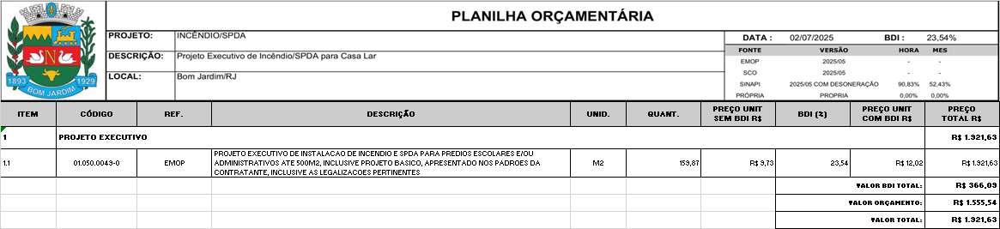 PLANILHA ORÇAMENTÁRIA
PROJETO: INCÊNDIO/SPDA
DESCRIÇÃO: Projeto Executivo de Incêndio/SPDA para Casa Lar
LOCAL: Bom Jardim/RJ
1893 BOM JARDIM 1929
N
DATA : 02/07/2025 BDI : 23,54%
FONTE VERSÃO HORA MES
EMOP 2025/05 - -
SCO 2025/05 - -
SINAPI 2025/05 COM DESONERAÇÃO 90,83% 52,43%
PRÓPRIA PROPRIA 0,00% 0,00%
ITEM CÓDIGO REF. DESCRIÇÃO UNID. QUANT. PREÇO UNIT SEM BDI R$ BDI (%) PREÇO UNIT COM BDI R$ PREÇO TOTAL R$
1 PROJETO EXECUTIVO R$ 1.921,63
1.1 01.050.0049-0 EMOP PROJETO EXECUTIVO DE INSTALACAO DE INCENDIO E SPDA PARA PREDIOS ESCOLARES E/OU
ADMINISTRATIVOS ATE 500M2, INCLUSIVE PROJETO BASICO, APRESENTADO NOS PADROES DA
CONTRATANTE, INCLUSIVE AS LEGALIZACOES PERTINENTES M2 159,87 R$ 9,73 23,54 R$ 12,02 R$ 1.921,63
VALOR BDI TOTAL: R$ 366,09
VALOR ORÇAMENTO: R$ 1.555,54
VALOR TOTAL: R$ 1.921,63